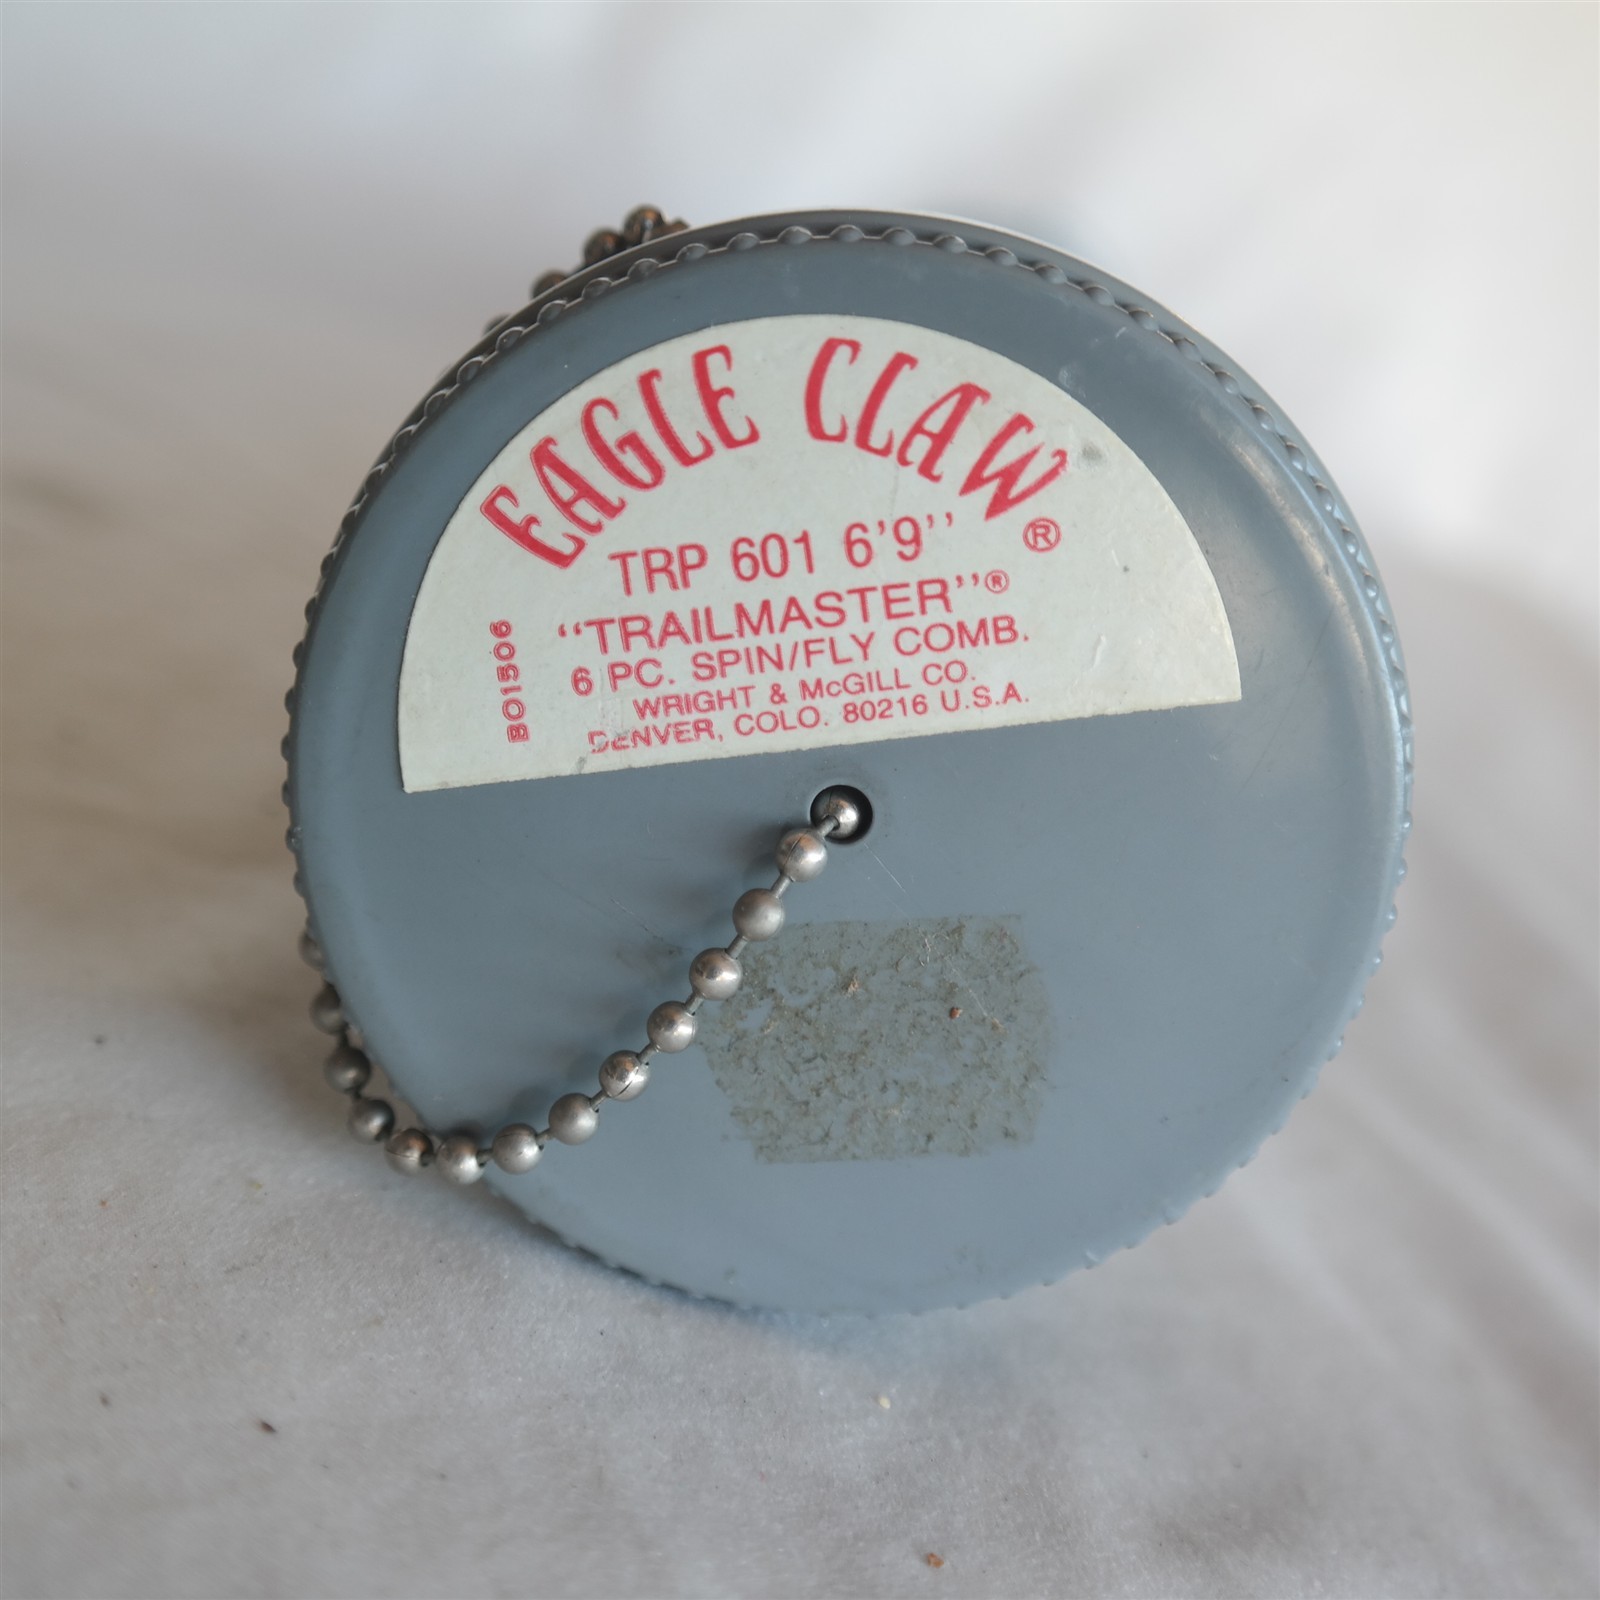 EAGLE CLAW ®
TRP 601 6'9''
"TRAILMASTER"®
6 PC. SPIN/FLY COMB.
WRIGHT & McGILL CO.
DENVER, COLO. 80216 U.S.A.
BO1506